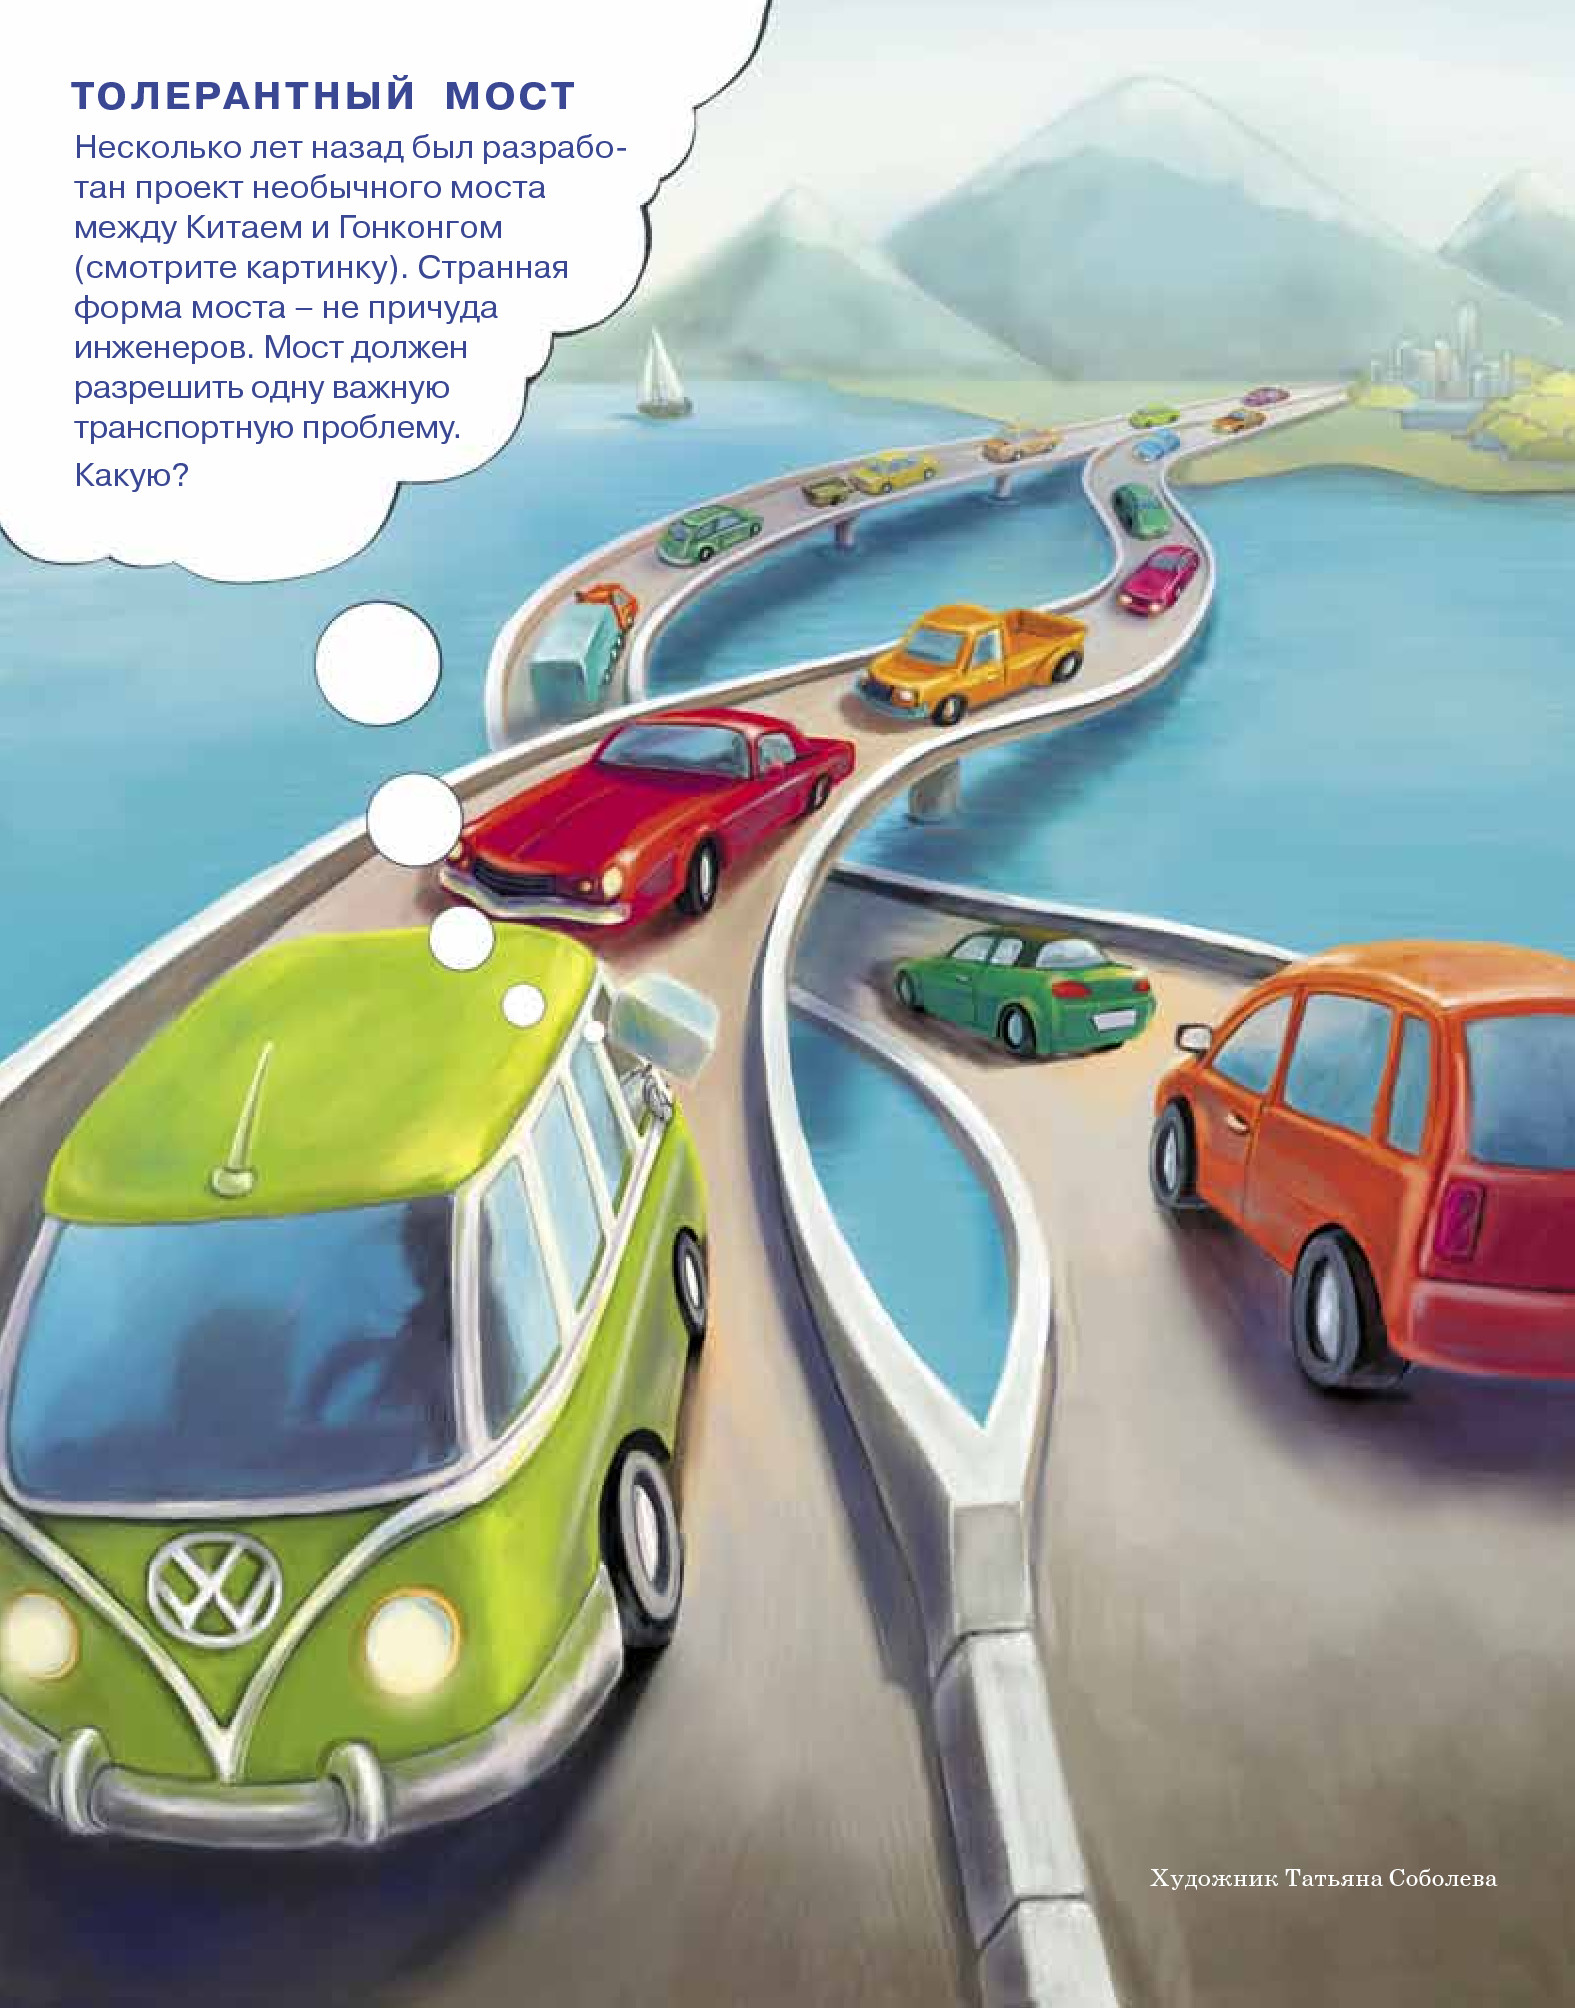 ТОЛЕРАНТНЫЙ МОСТ
Несколько лет назад был разрабо-
тан проект необычного моста
между Китаем и Гонконгом
(смотрите картинку). Странная
форма моста – не причуда
инженеров. Мост должен
разрешить одну важную
транспортную проблему.
Какую?
Художник Татьяна Соболева